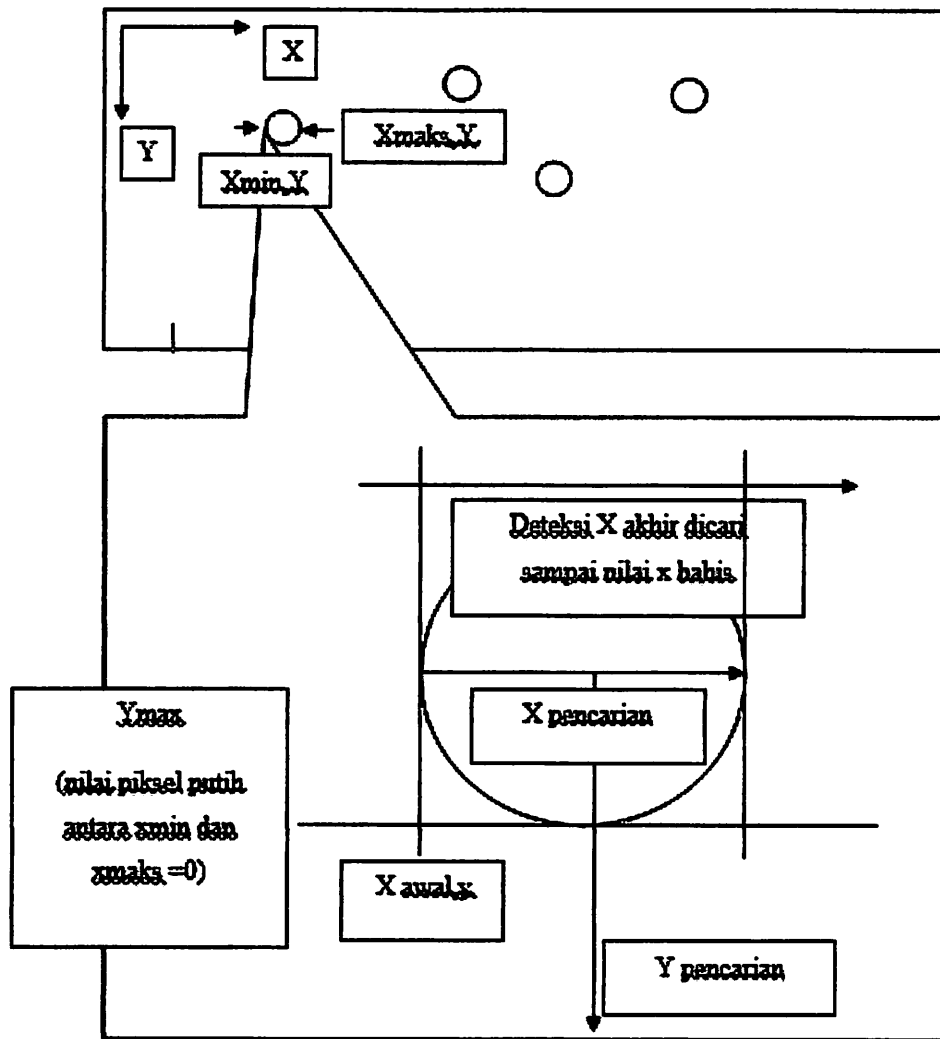 X
Y
Xmaks,Y
Xmin,Y
Deteksi X akhir dicari
sampai nilai x habis
X pencarian
Ymax
(nilai piksel putih
antara xmin dan
xmaks =0)
X awal,y
Y pencarian